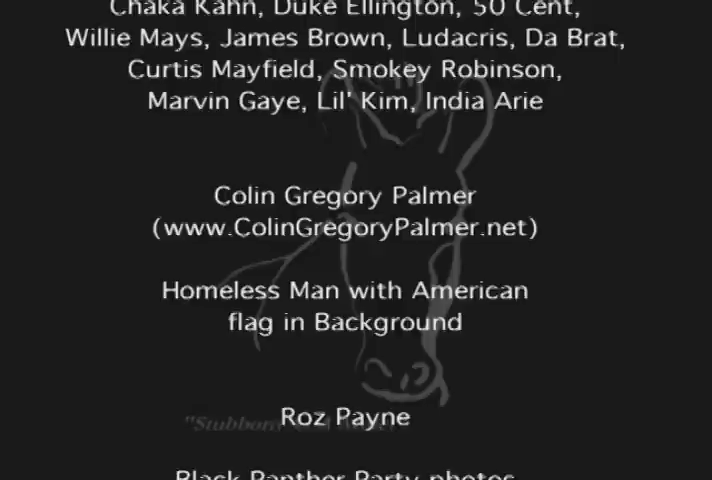 Chaka Kahn, Duke Ellington, 50 Cent,
Willie Mays, James Brown, Ludacris, Da Brat,
Curtis Mayfield, Smokey Robinson,
Marvin Gaye, Lil' Kim, India Arie
Colin Gregory Palmer
(www.ColinGregoryPalmer.net)
Homeless Man with American
flag in Background
Roz Payne
"Stubborn
Black Panther Party photos